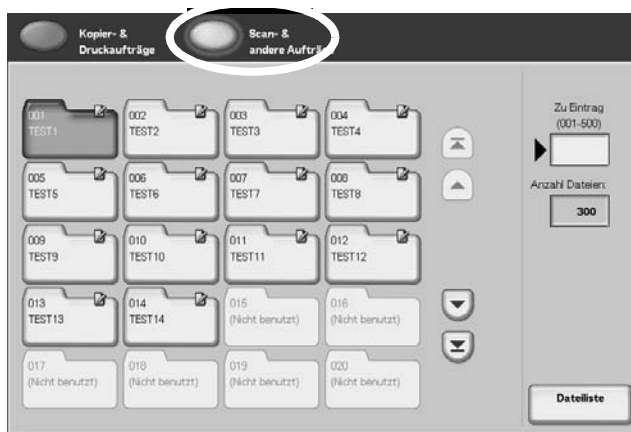 Kopier- &
Druckaufträge
Scan- &
andere Aufträ
001
TEST1
002
TEST2
003
TEST3
004
TEST4
Zu Eintrag
(001-500)
005
TEST5
006
TEST6
007
TEST7
008
TEST8
Anzahl Dateien:
300
009
TEST9
010
TEST10
011
TEST11
012
TEST12
013
TEST13
014
TEST14
015
(Nicht benutzt)
016
(Nicht benutzt)
017
(Nicht benutzt)
018
(Nicht benutzt)
019
(Nicht benutzt)
020
(Nicht benutzt)
Dateiliste